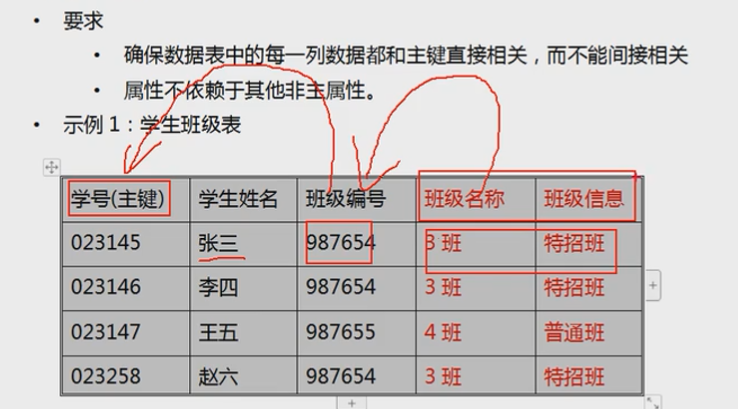 • 要求
• 确保数据表中的每一列数据都和主键直接相关，而不能间接相关
• 属性不依赖于其他非主属性。
• 示例 1：学生班级表
学号(主键) 学生姓名 班级编号 班级名称 班级信息
023145 张三 987654 3 班 特招班
023146 李四 987654 3 班 特招班
023147 王五 987655 4 班 普通班
023258 赵六 987654 3 班 特招班